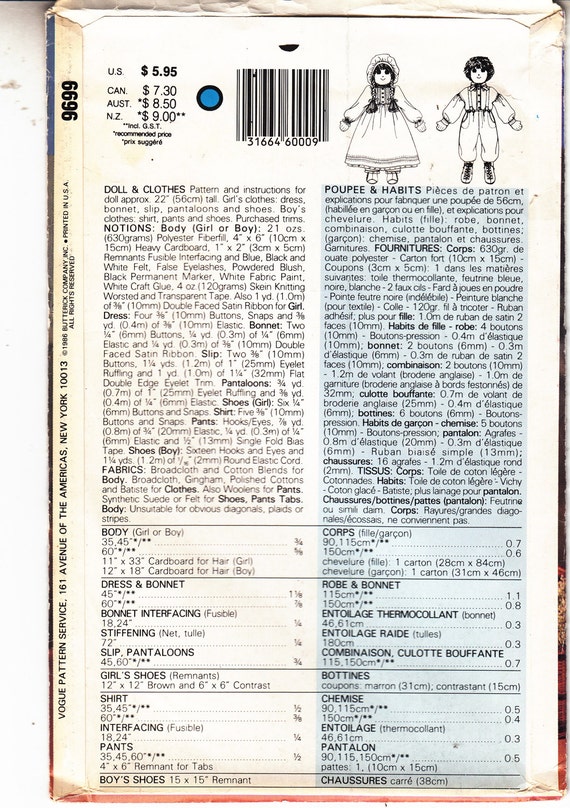 9699
VOGUE PATTERN SERVICE, 161 AVENUE OF THE AMERICAS, NEW YORK 10013 ©1986 BUTTERICK COMPANY, INC. • PRINTED IN U.S.A.
ALL RIGHTS RESERVED
U.S. $ 5.95
CAN. $ 7.30
AUST. *$ 8.50
N.Z. *$ 9.00**
**Incl. G.S.T.
*recommended price
*prix suggéré
31664 60009
DOLL & CLOTHES Pattern and instructions for
doll approx. 22" (56cm) tall. Girl's clothes: dress,
bonnet, slip, pantaloons and shoes. Boy's
clothes: shirt, pants and shoes. Purchased trims.
NOTIONS: Body (Girl or Boy): 21 ozs.
(630grams) Polyester Fiberfil, 4" x 6" (10cm x
15cm) Heavy Cardboard, 1" x 2" (3cm x 5cm)
Remnants Fusible Interfacing and Blue, Black and
White Felt, False Eyelashes, Powdered Blush,
Black Permanent Marker, White Fabric Paint,
White Craft Glue, 4 oz.(120grams) Skein Knitting
Worsted and Transparent Tape. Also 1 yd. (1.0m)
of ⅜" (10mm) Double Faced Satin Ribbon for Girl.
Dress: Four ⅜" (10mm) Buttons, Snaps and ⅜
yd. (0.4m) of ⅜" (10mm) Elastic. Bonnet: Two
¼" (6mm) Buttons, ¼ yd. (0.3m) of ¼" (6mm)
Elastic and ¼ yd. (0.3m) of ⅜" (10mm) Double
Faced Satin Ribbon. Slip: Two ⅜" (10mm)
Buttons, 1¼ yds. (1.2m) of 1" (25mm) Eyelet
Ruffling and 1 yd. (1.0m) of 1¼" (32mm) Flat
Double Edge Eyelet Trim. Pantaloons: ¾ yd.
(0.7m) of 1" (25mm) Eyelet Ruffling and ⅜ yd.
(0.4m) of ¼" (6mm) Elastic. Shoes (Girl): Six ¼"
(6mm) Buttons and Snaps. Shirt: Five ⅜" (10mm)
Buttons and Snaps. Pants: Hooks/Eyes, ⅞ yd.
(0.8m) of ¾" (20mm) Elastic, ¼ yd. (0.3m) of ¼"
(6mm) Elastic and ½" (13mm) Single Fold Bias
Tape. Shoes (Boy): Sixteen Hooks and Eyes and
1¼ yds. (1.2m) of (2mm) Round Elastic Cord.
FABRICS: Broadcloth and Cotton Blends for
Body. Broadcloth, Gingham, Polished Cottons
and Batiste for Clothes. Also Woolens for Pants.
Synthetic Suede or Felt for Shoes, Pants Tabs.
Body: Unsuitable for obvious diagonals, plaids or
stripes.
BODY (Girl or Boy)
35,45"*/** ¾
60"*/** ⅝
11" x 33" Cardboard for Hair (Girl)
12" x 18" Cardboard for Hair (Boy)
DRESS & BONNET
45"*/** 1⅛
60"*/** ⅞
BONNET INTERFACING (Fusible)
18,24" ¼
STIFFENING (Net, tulle)
72" ¼
SLIP, PANTALOONS
45,60"*/** ¾
GIRL'S SHOES (Remnants)
12" x 12" Brown and 6" x 6" Contrast
SHIRT
35,45"*/** ½
60"*/** ⅜
INTERFACING (Fusible)
18,24" ¼
PANTS
35,45,60"*/** ½
4" x 6" Remnant for Tabs
BOY'S SHOES 15 x 15" Remnant
POUPEE & HABITS Pièces de patron et
explications pour fabriquer une poupée de 56cm,
(habillée en garçon ou en fille), et explications pour
chevelure. Habits (fille): robe, bonnet,
combinaison, culotte bouffante, bottines;
(garçon): chemise, pantalon et chaussures.
Garnitures. FOURNITURES: Corps: 630gr. de
ouate polyester - Carton fort (10cm x 15cm) -
Coupons (3cm x 5cm): 1 dans les matières
suivantes: toile thermocollante, feutrine bleue,
noire, blanche - 2 faux cils - Fard à joues en poudre
- Pointe feutre noire (indélébile) - Peinture blanche
(pour textile) - Colle - 120gr. fil à tricoter - Ruban
adhésif; plus pour fille: 1.0m de ruban de satin 2
faces (10mm). Habits de fille - robe: 4 boutons
(10mm) - Boutons-pression - 0.4m d'élastique
(10mm); bonnet: 2 boutons (6mm) - 0.3m
d'élastique (6mm) - 0.3m de ruban de satin 2
faces (10mm); combinaison: 2 boutons (10mm)
- 1.2m de volant (broderie anglaise) - 1.0m de
garniture (broderie anglaise à bords festonnés) de
32mm; culotte bouffante: 0.7m de volant de
broderie anglaise (25mm) - 0.4m d'élastique
(6mm); bottines: 6 boutons (6mm) - Boutons-
pression. Habits de garçon - chemise: 5 boutons
(10mm) - Boutons-pression; pantalon: Agrafes -
0.8m d'élastique (20mm) - 0.3m d'élastique
(6mm) - Ruban biaisé simple (13mm);
chaussures: 16 agrafes - 1.2m d'élastique rond
(2mm). TISSUS: Corps: Toile de coton légère -
Cotonnades. Habits: Toile de coton légère - Vichy
- Coton glacé - Batiste; plus lainage pour pantalon.
Chaussures/bottines/pattes (pantalon): Feutrine
ou simili daim. Corps: Rayures/grandes diago-
nales/écossais, ne conviennent pas.
CORPS (fille/garçon)
90,115cm*/** 0.7
150cm*/** 0.6
chevelure (fille): 1 carton (28cm x 84cm)
chevelure (garçon): 1 carton (31cm x 46cm)
ROBE & BONNET
115cm*/** 1.1
150cm*/** 0.8
ENTOILAGE THERMOCOLLANT (bonnet)
46,61cm 0.3
ENTOILAGE RAIDE (tulles)
180cm 0.3
COMBINAISON, CULOTTE BOUFFANTE
115,150cm*/** 0.7
BOTTINES
coupons: marron (31cm); contrastant (15cm)
CHEMISE
90,115cm*/** 0.5
150cm*/** 0.4
ENTOILAGE (thermocollant)
46,61cm 0.3
PANTALON
90,115,150cm*/** 0.5
pattes: 1, (10cm x 15cm)
CHAUSSURES carré (38cm)